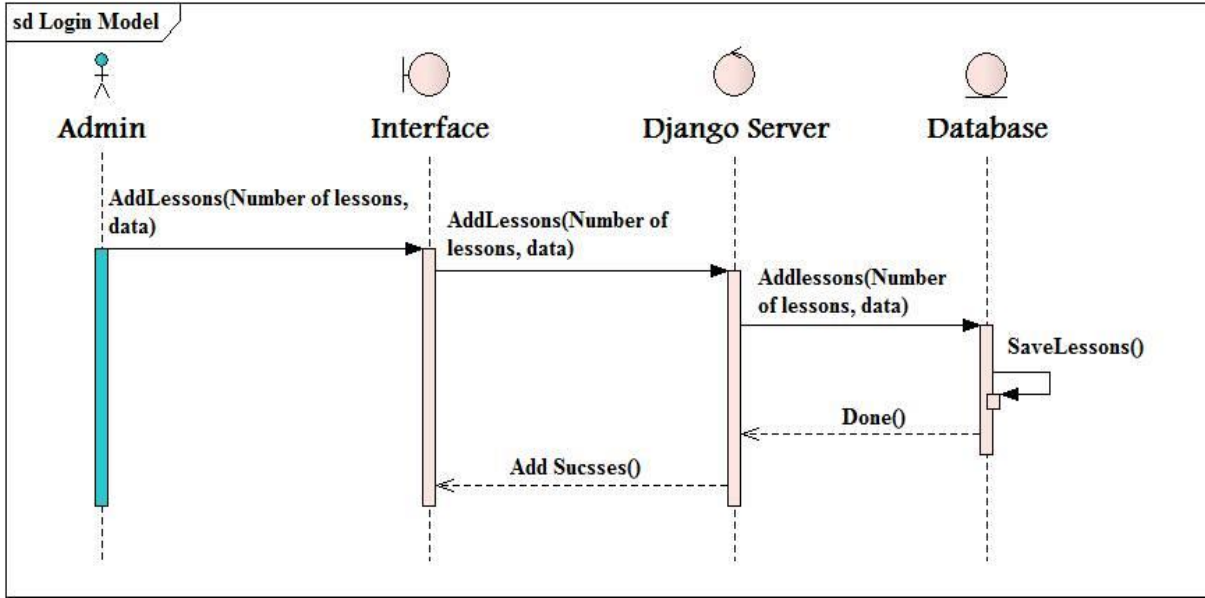 sd Login Model
Admin
Interface
Django Server
Database
AddLessons(Number of lessons,
data)
AddLessons(Number of
lessons, data)
Addlessons(Number
of lessons, data)
SaveLessons()
Done()
Add Sucsses()